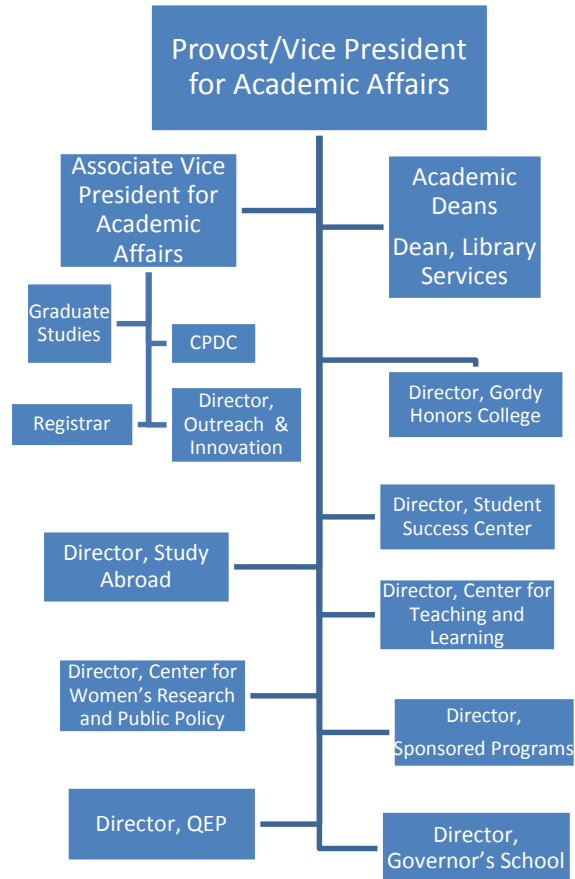 Provost/Vice President
for Academic Affairs
Associate Vice
President for
Academic
Affairs
Academic
Deans
Dean, Library
Services
Graduate
Studies
CPDC
Registrar
Director,
Outreach &
Innovation
Director, Gordy
Honors College
Director, Student
Success Center
Director, Study
Abroad
Director, Center for
Teaching and
Learning
Director, Center for
Women's Research
and Public Policy
Director,
Sponsored Programs
Director, QEP
Director,
Governor's School